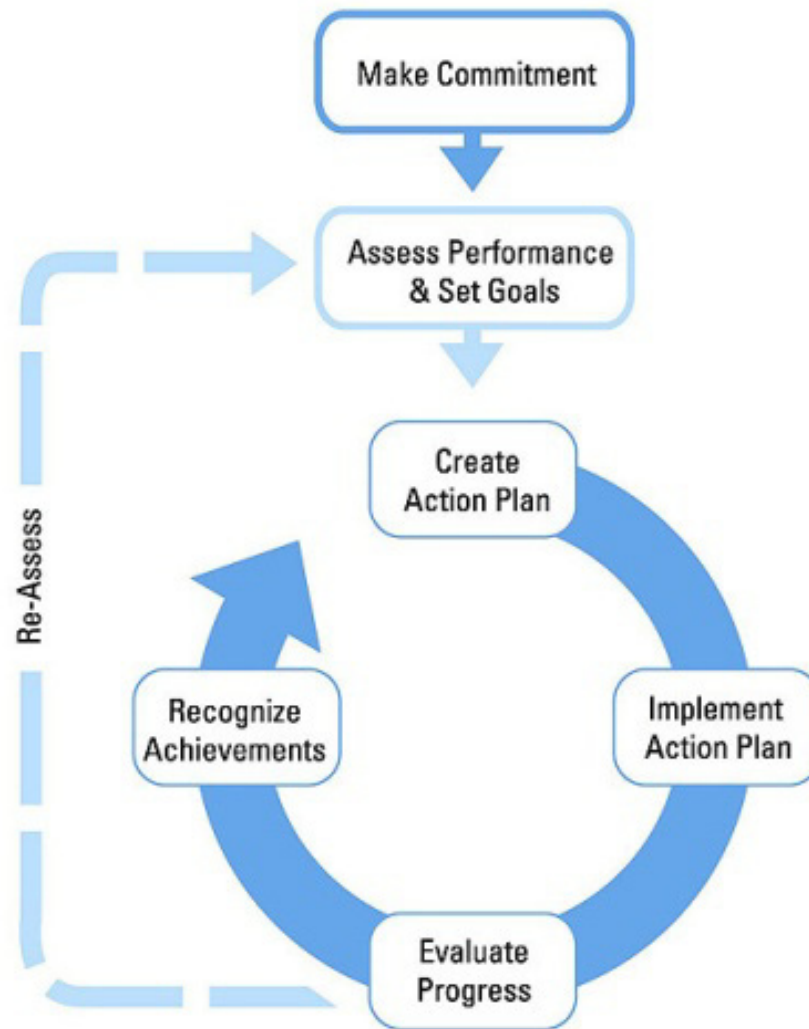 Make Commitment
Assess Performance
& Set Goals
Create
Action Plan
Re-Assess
Recognize
Achievements
Implement
Action Plan
Evaluate
Progress